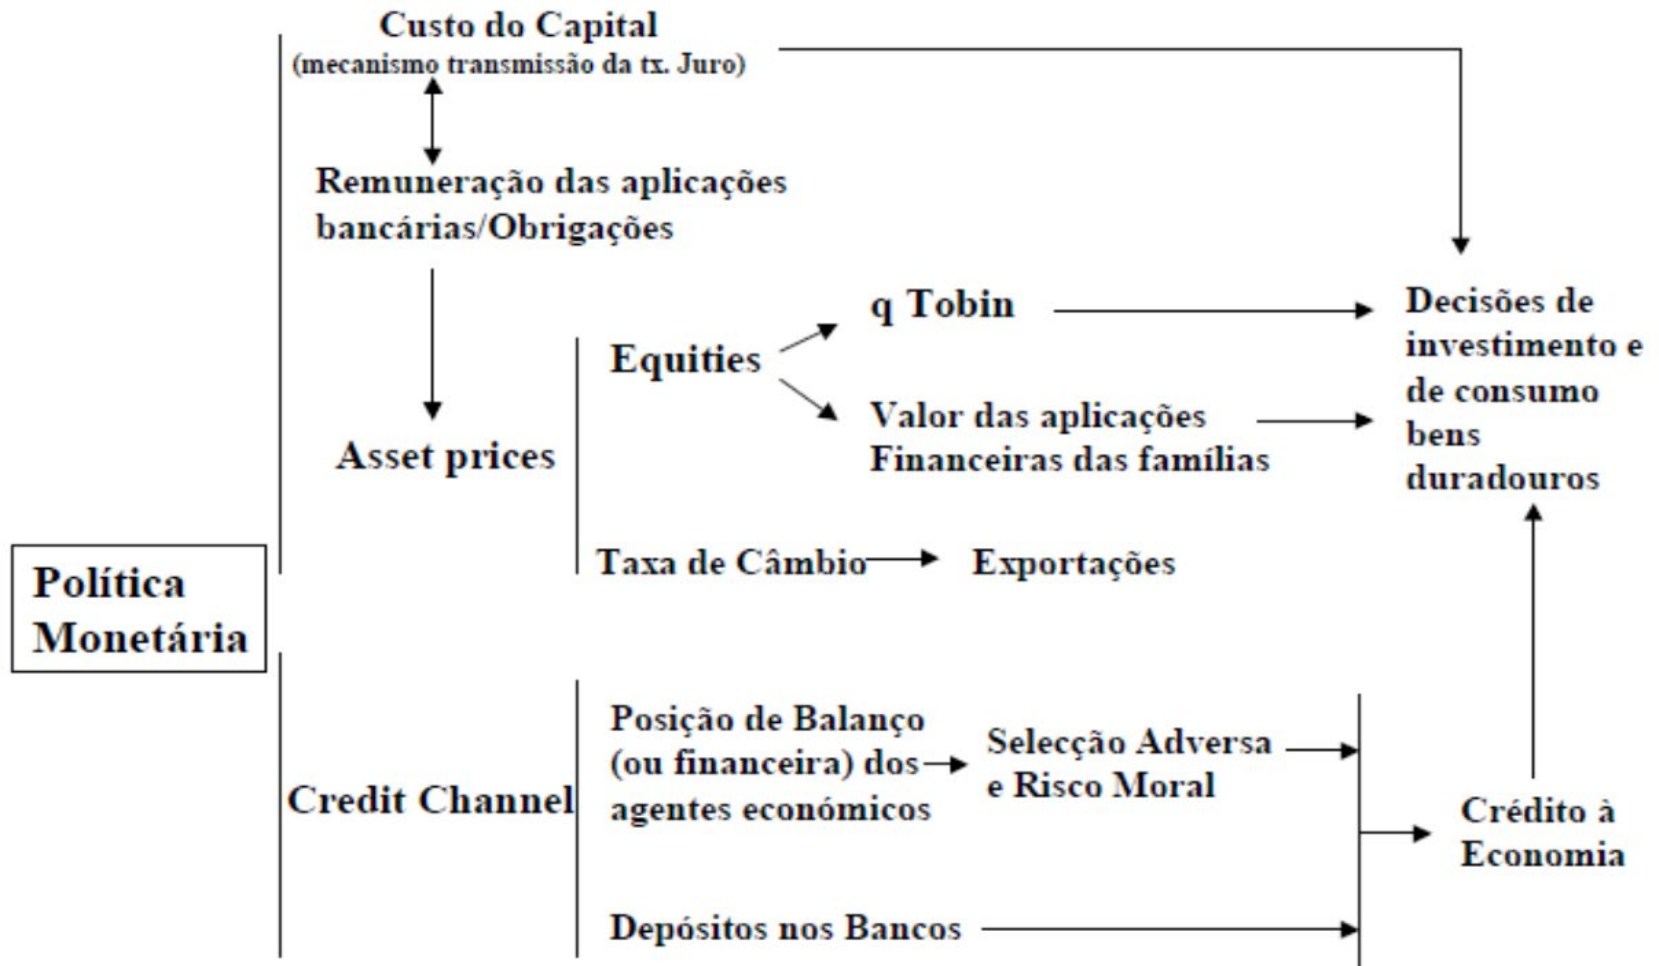 Custo do Capital
(mecanismo transmissão da tx. Juro)
Remuneração das aplicações
bancárias/Obrigações
q Tobin
Equities
Valor das aplicações
Financeiras das famílias
Decisões de
investimento e
de consumo
bens
duradouros
Asset prices
Taxa de Câmbio
Exportações
Política
Monetária
Credit Channel
Posição de Balanço
(ou financeira) dos
agentes económicos
Selecção Adversa
e Risco Moral
Crédito à
Economia
Depósitos nos Bancos